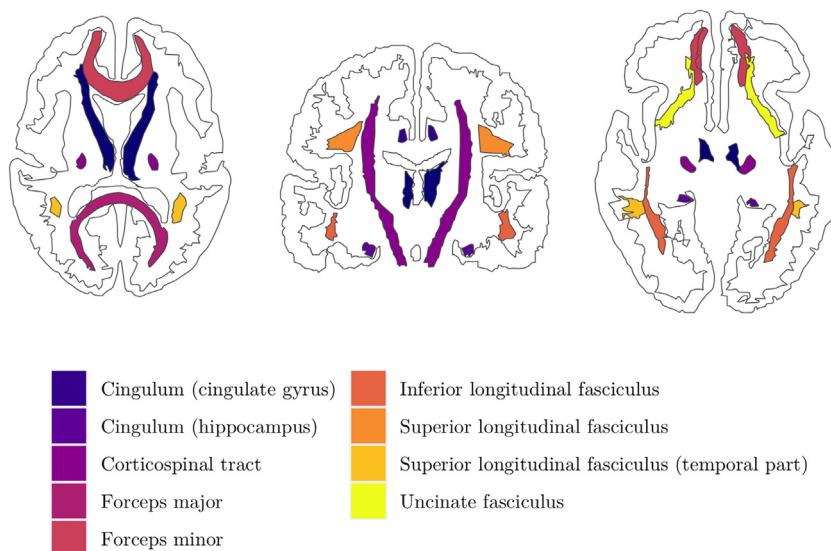 Cingulum (cingulate gyrus)
Cingulum (hippocampus)
Corticospinal tract
Forceps major
Forceps minor
Inferior longitudinal fasciculus
Superior longitudinal fasciculus
Superior longitudinal fasciculus (temporal part)
Uncinate fasciculus